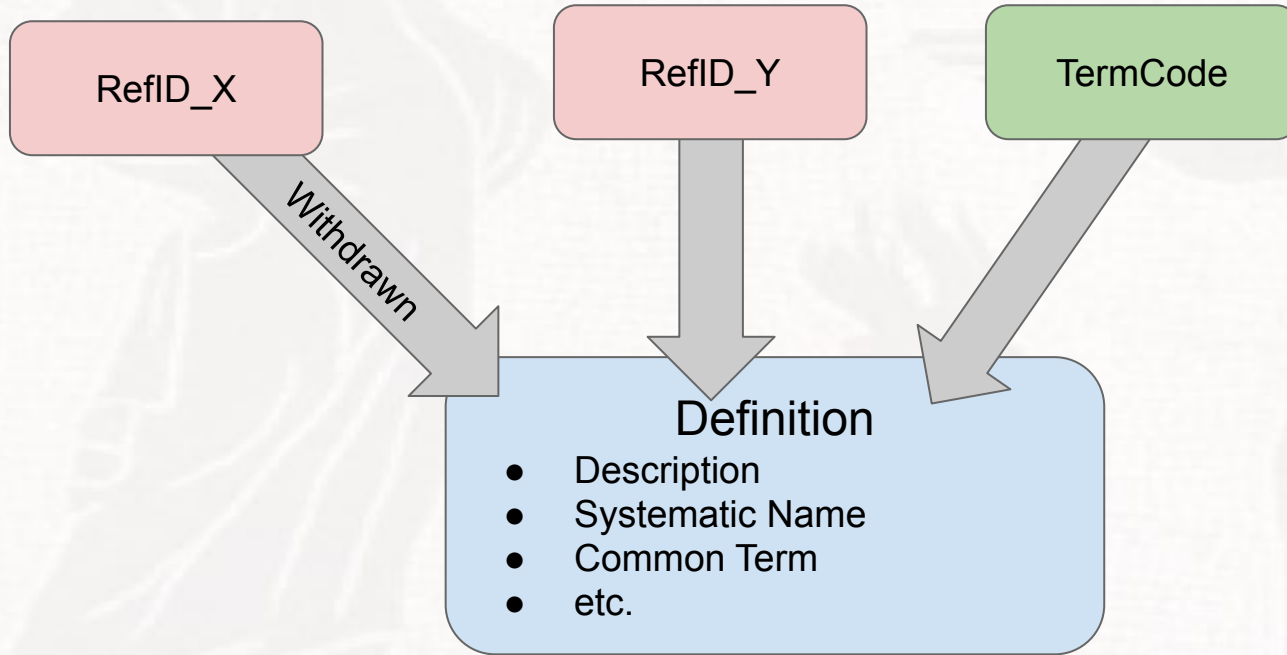 RefID_X
RefID_Y
TermCode
Withdrawn
Definition
● Description
● Systematic Name
● Common Term
● etc.